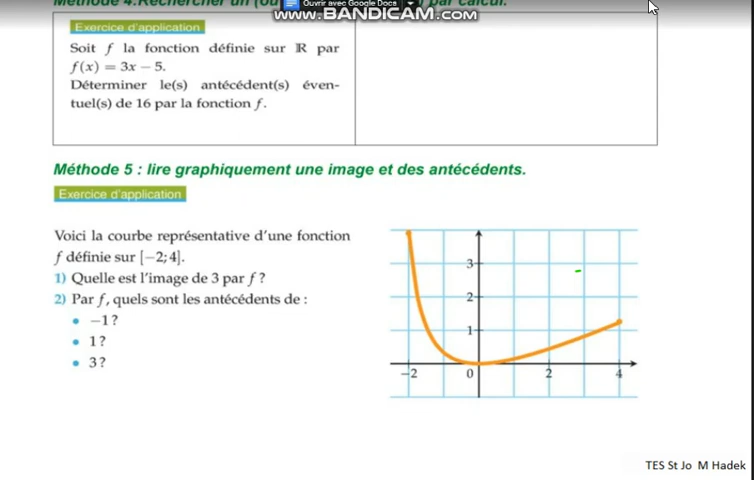 Méthode 4:Rechercher un (ou
Ouvrir avec Google Docs
par calcul.
www.BANDICAM.com
Exercice d'application
Soit f la fonction définie sur ℝ par
f(x) = 3x − 5.
Déterminer le(s) antécédent(s) éven-
tuel(s) de 16 par la fonction f.
Méthode 5 : lire graphiquement une image et des antécédents.
Exercice d'application
Voici la courbe représentative d'une fonction
f définie sur [−2;4].
1) Quelle est l'image de 3 par f ?
2) Par f, quels sont les antécédents de :
• −1?
• 1?
• 3?
3
2
1
−2 0 2 4
TES St Jo M Hadek